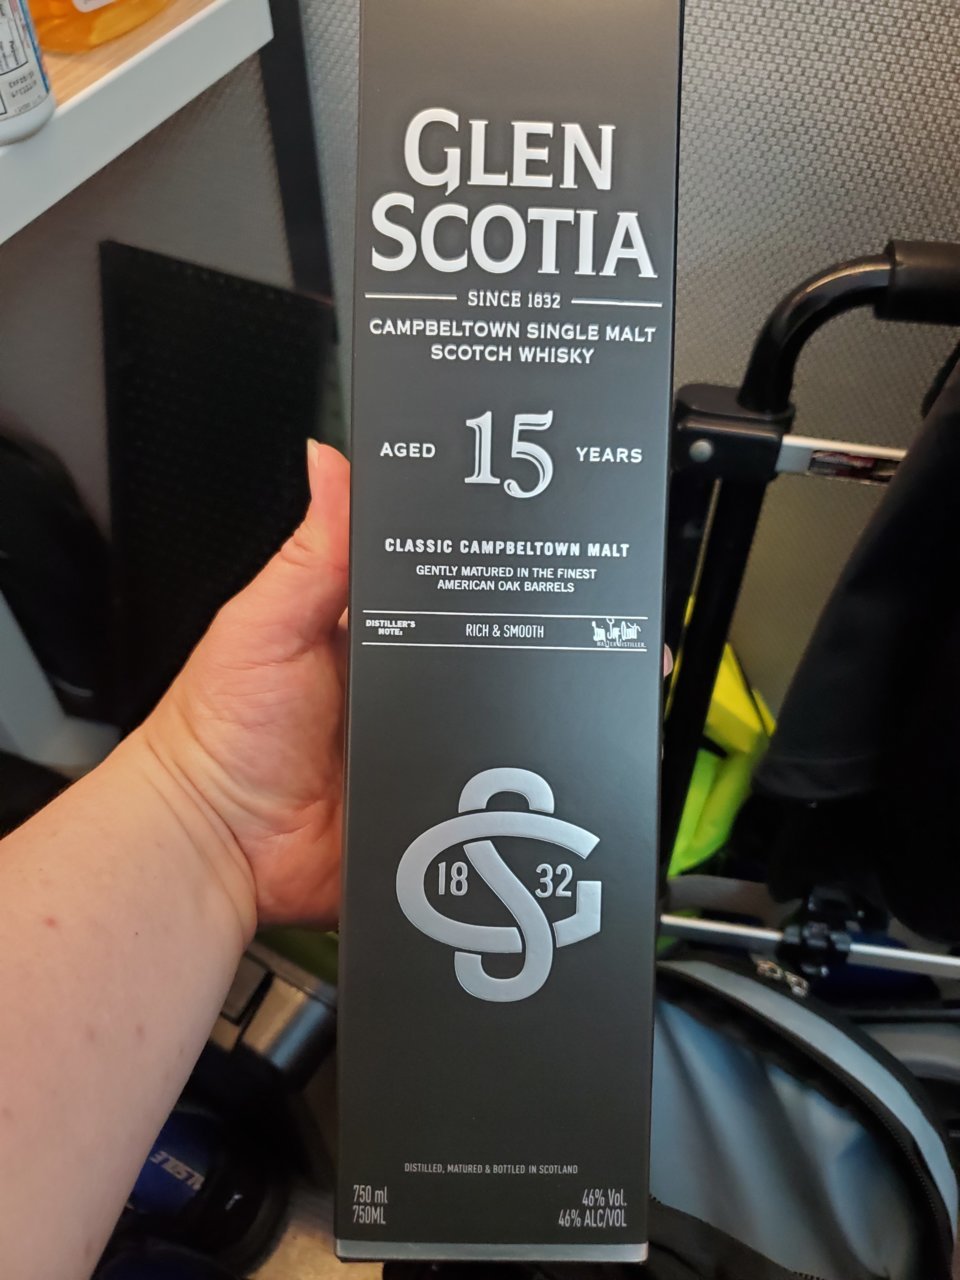 GLEN
SCOTIA
SINCE 1832
CAMPBELTOWN SINGLE MALT
SCOTCH WHISKY
AGED 15 YEARS
CLASSIC CAMPBELTOWN MALT
GENTLY MATURED IN THE FINEST
AMERICAN OAK BARRELS
DISTILLER'S
NOTE:
RICH & SMOOTH
MASTER DISTILLER
18 32
DISTILLED, MATURED & BOTTLED IN SCOTLAND
750 ml
750ML
46% Vol.
46% ALC/VOL